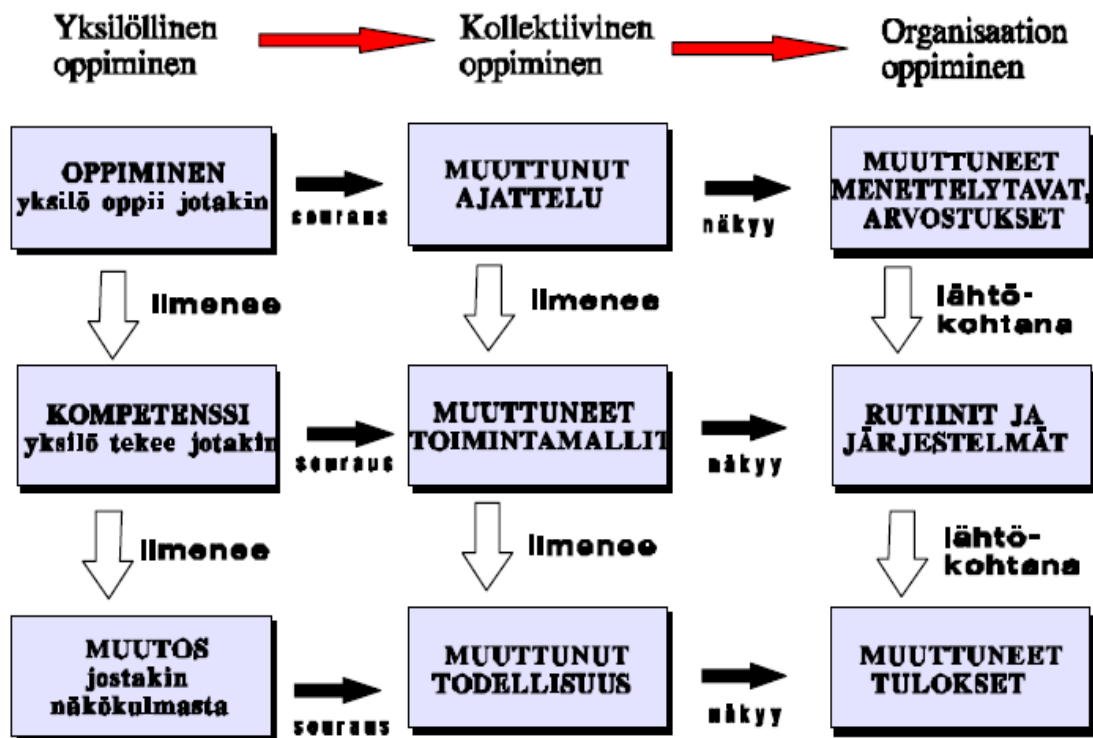 Yksilöllinen
oppiminen
Kollektiivinen
oppiminen
Organisaation
oppiminen
OPPIMINEN
yksilö oppii jotakin
seuraus
MUUTTUNUT
AJATTELU
näkyy
MUUTTUNEET
MENETTELYTAVAT,
ARVOSTUKSET
ilmenee
ilmenee
lähtö-
kohtana
KOMPETENSSI
yksilö tekee jotakin
seuraus
MUUTTUNEET
TOIMINTAMALLIT
näkyy
RUTIINIT JA
JÄRJESTELMÄT
ilmenee
ilmenee
lähtö-
kohtana
MUUTOS
jostakin
näkökulmasta
seuraus
MUUTTUNUT
TODELLISUUS
näkyy
MUUTTUNEET
TULOKSET